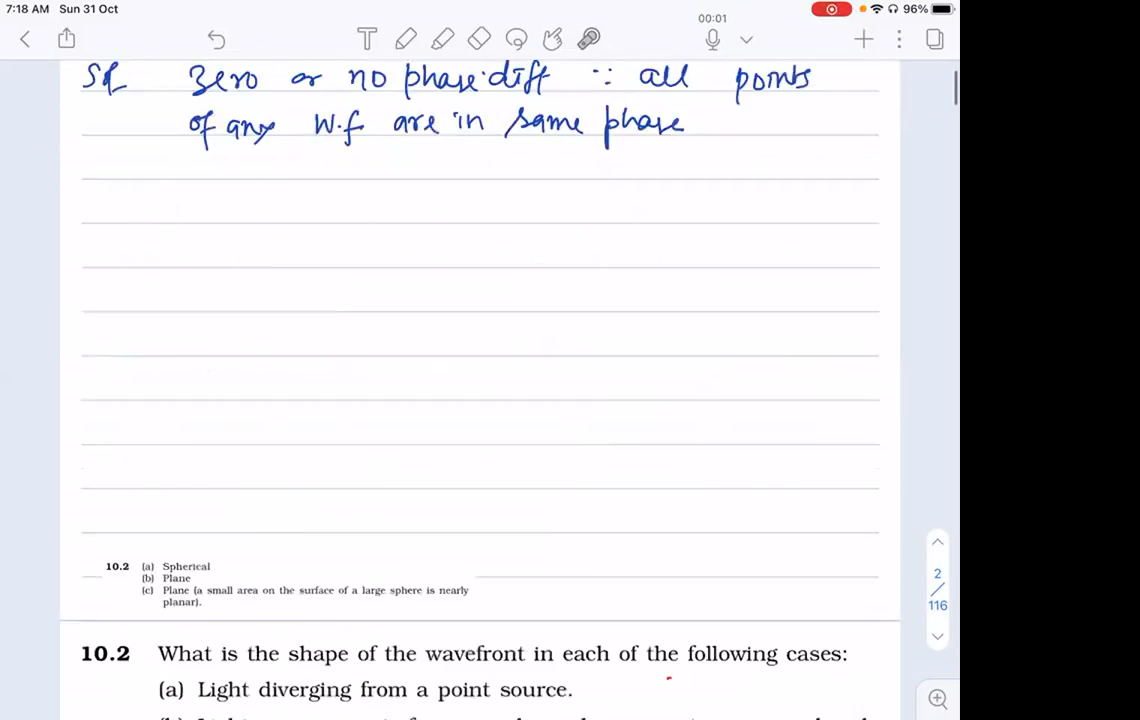 7:18 AM Sun 31 Oct
96%
00:01
Zero or no phase diff ∵ all points
of any W.f are in same phase
10.2 (a) Spherical
(b) Plane
(c) Plane (a small area on the surface of a large sphere is nearly
planar).
2
116
10.2 What is the shape of the wavefront in each of the following cases:
(a) Light diverging from a point source.